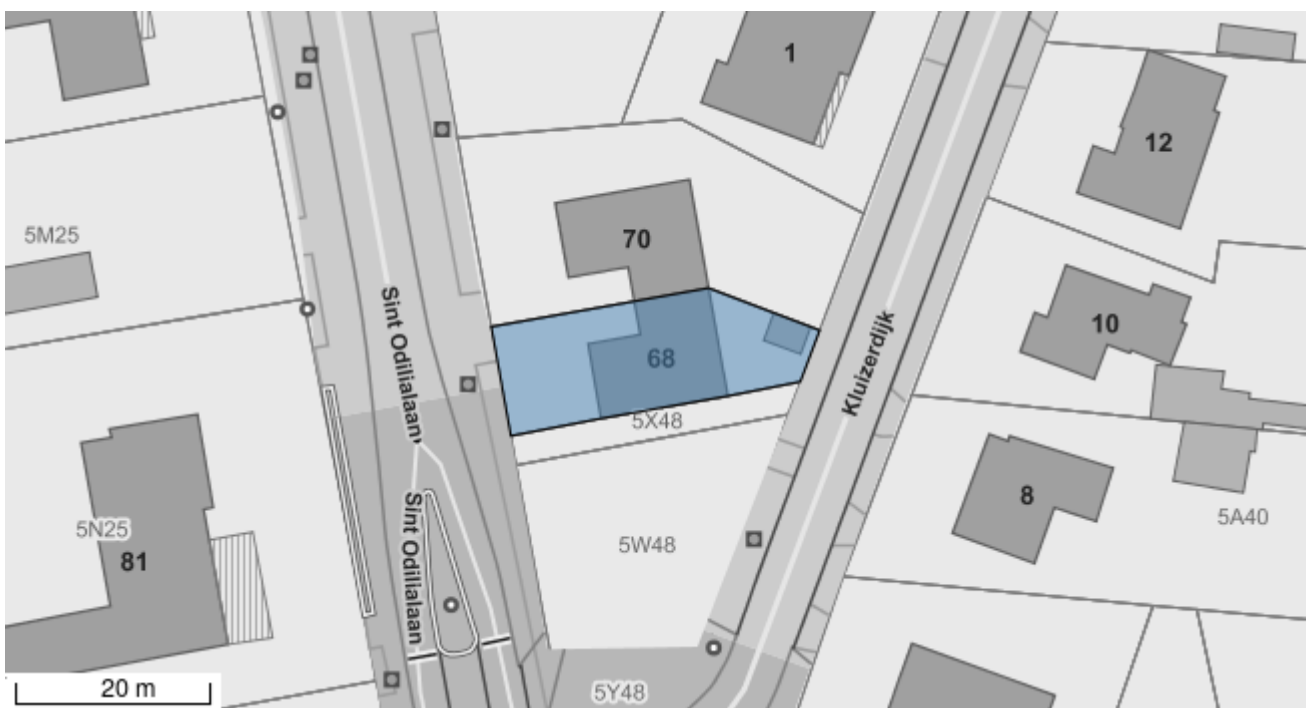 1
12
5M25
70
10
Sint Odilialaan
68
Kluizerdijk
5X48
8
5A40
5N25
81
Sint Odilialaan
5W48
20 m
5Y48